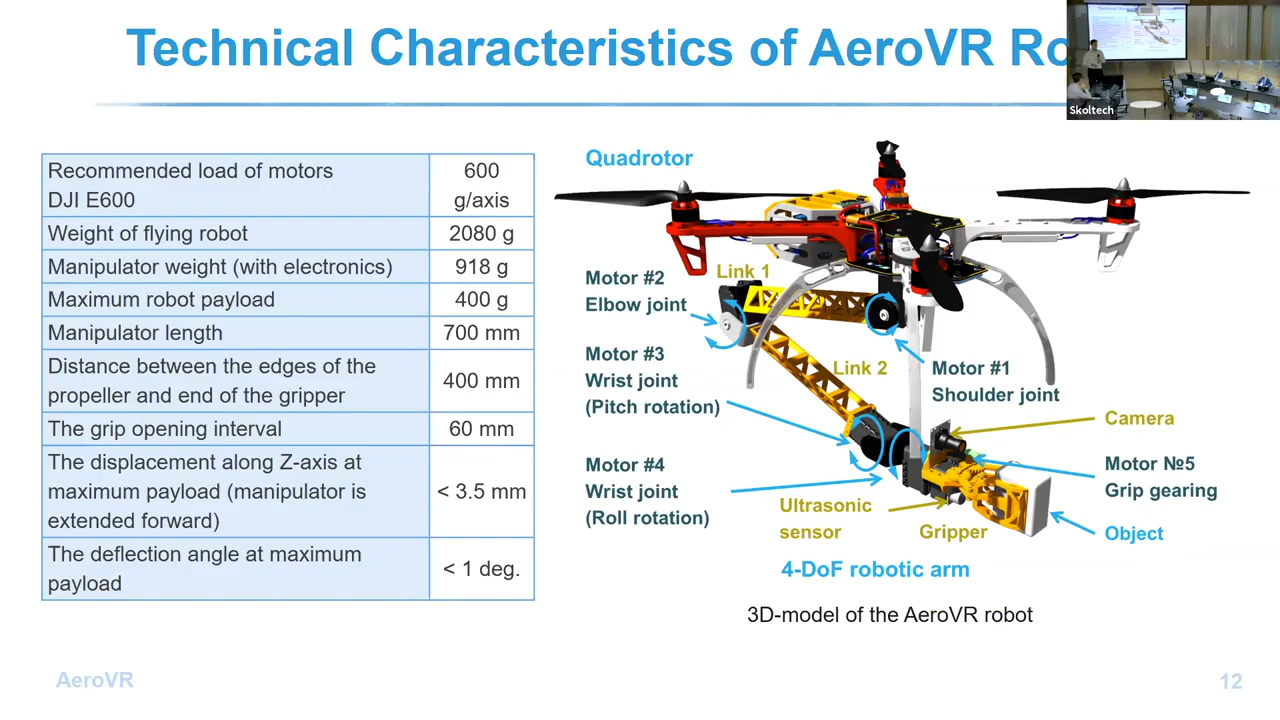 Technical Characteristics of AeroVR Ro
Skoltech
Recommended load of motors
DJI E600
600
g/axis
Weight of flying robot
2080 g
Manipulator weight (with electronics)
918 g
Maximum robot payload
400 g
Manipulator length
700 mm
Distance between the edges of the
propeller and end of the gripper
400 mm
The grip opening interval
60 mm
The displacement along Z-axis at
maximum payload (manipulator is
extended forward)
< 3.5 mm
The deflection angle at maximum
payload
< 1 deg.
Quadrotor
Motor #2
Elbow joint
Link 1
Motor #3
Wrist joint
(Pitch rotation)
Link 2
Motor #1
Shoulder joint
Camera
Motor #4
Wrist joint
(Roll rotation)
Motor №5
Grip gearing
Ultrasonic
sensor
Gripper
Object
4-DoF robotic arm
3D-model of the AeroVR robot
AeroVR
12